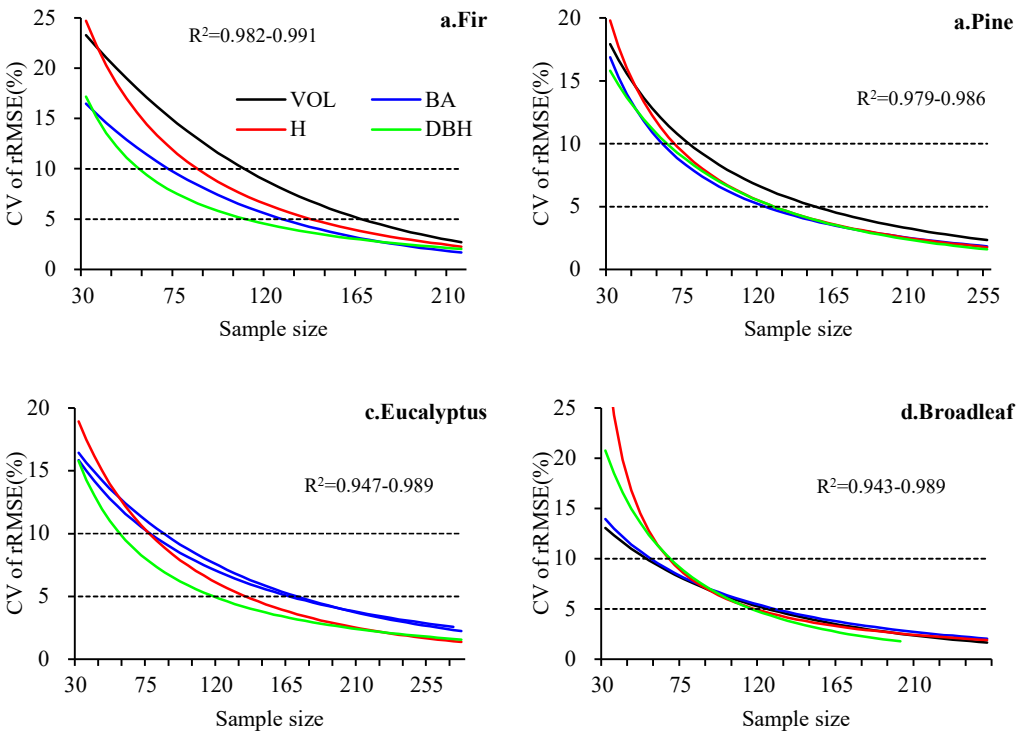 a.Fir
R²=0.982-0.991
VOL
BA
H
DBH
CV of rRMSE(%)
25
20
15
10
5
0
30 75 120 165 210
Sample size
a.Pine
R²=0.979-0.986
CV of rRMSE(%)
20
15
10
5
0
30 75 120 165 210 255
Sample size
c.Eucalyptus
R²=0.947-0.989
CV of rRMSE(%)
20
15
10
5
0
30 75 120 165 210 255
Sample size
d.Broadleaf
R²=0.943-0.989
CV of rRMSE(%)
25
20
15
10
5
0
30 75 120 165 210
Sample size